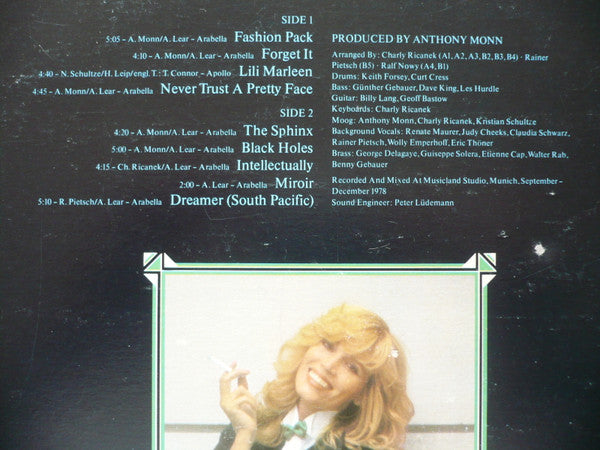 SIDE 1
5:05 – A. Monn/A. Lear – Arabella Fashion Pack
4:10 – A. Monn/A. Lear – Arabella Forget It
4:40 – N. Schultze/H. Leip/engl. T.: T. Connor – Apollo Lili Marleen
4:45 – A. Monn/A. Lear – Arabella Never Trust A Pretty Face
SIDE 2
4:20 – A. Monn/A. Lear – Arabella The Sphinx
5:00 – A. Monn/A. Lear – Arabella Black Holes
4:15 – Ch. Ricanek/A. Lear – Arabella Intellectually
2:00 – A. Lear – Arabella Miroir
5:10 – R. Pietsch/A. Lear – Arabella Dreamer (South Pacific)
PRODUCED BY ANTHONY MONN
Arranged By: Charly Ricanek (A1, A2, A3, B2, B3, B4) · Rainer
Pietsch (B5) · Ralf Nowy (A4, B1)
Drums: Keith Forsey, Curt Cress
Bass: Günther Gebauer, Dave King, Les Hurdle
Guitar: Billy Lang, Geoff Bastow
Keyboards: Charly Ricanek
Moog: Anthony Monn, Charly Ricanek, Kristian Schultze
Background Vocals: Renate Maurer, Judy Cheeks, Claudia Schwarz,
Rainer Pietsch, Wolly Emperhoff, Eric Thöner
Brass: George Delagaye, Guiseppe Solera, Etienne Cap, Walter Rab,
Benny Gebauer
Recorded And Mixed At Musicland Studio, Munich, September–
December 1978
Sound Engineer: Peter Lüdemann